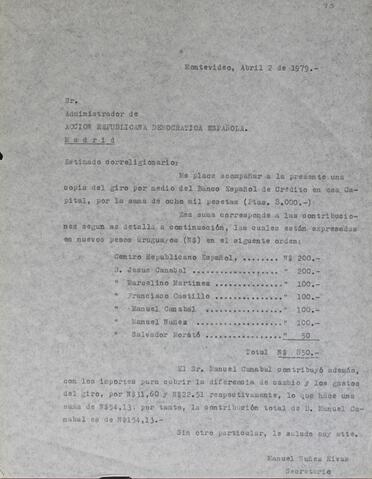 Montevideo, Abril 2 de 1979.-
Sr.
Administrador de
ACCION REPUBLICANA DEMOCRATICA ESPAÑOLA.
Madrid
Estimado correligionario:
Me place acompañar a la presente una
copia del giro por medio del Banco Español de Crédito en esa Ca-
pital, por la suma de ocho mil pesetas (Ptas. 8.000.-)
Esa suma corresponde a las contribucio-
nes segun se detalla a continuación, las cuales están expresadas
en nuevos pesos uruguayos (N$) en el siguiente orden:
Centro Republicano Español, ........ N$ 200.-
D. Jesus Canabal ................... " 200.-
" Marcelino Martinez ............... " 100.-
" Francisco Castillo ............... " 100.-
" Manuel Canabal ................... " 100.-
" Manuel Nuñez ..................... " 100.-
" Salvador Morató .................. " 50
Total N$ 850.-
El Sr. Manuel Canabal contribuyó además,
con los importes para cubrir la diferencia de cambio y los gastos
del giro, por N$31,60 y N$22.51 respectivamente, lo que hace una
suma de N$54,13; por tanto, la contribución total de D. Manuel Ca-
nabal es de N$154,13.-
Sin otro particular, le saluda muy atte.
Manuel Nuñez Rivas
Secretario